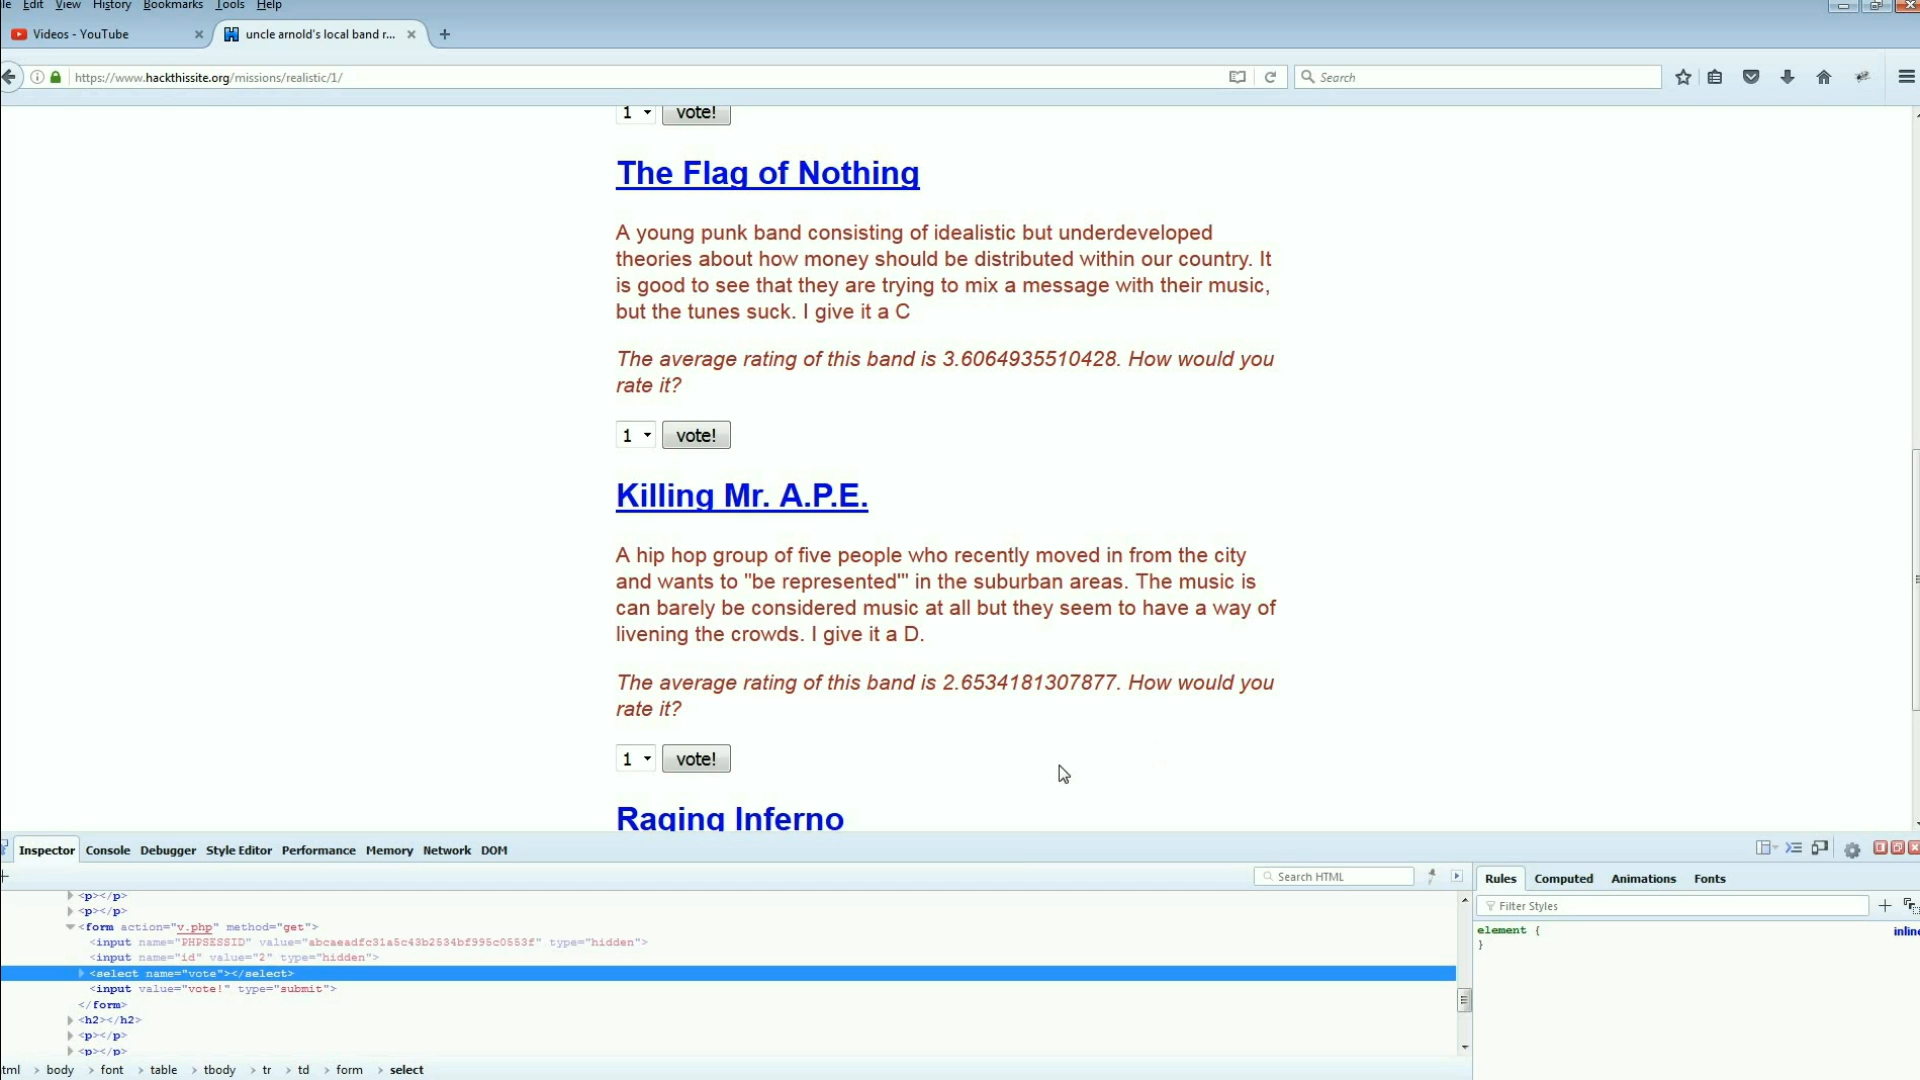 Edit View History Bookmarks Tools Help
Videos - YouTube
uncle arnold's local band r...
https://www.hackthissite.org/missions/realistic/1/
Search
1 vote!
The Flag of Nothing
A young punk band consisting of idealistic but underdeveloped
theories about how money should be distributed within our country. It
is good to see that they are trying to mix a message with their music,
but the tunes suck. I give it a C
The average rating of this band is 3.6064935510428. How would you
rate it?
1 vote!
Killing Mr. A.P.E.
A hip hop group of five people who recently moved in from the city
and wants to "be represented'" in the suburban areas. The music is
can barely be considered music at all but they seem to have a way of
livening the crowds. I give it a D.
The average rating of this band is 2.6534181307877. How would you
rate it?
1 vote!
Raging Inferno
Inspector Console Debugger Style Editor Performance Memory Network DOM
Search HTML
Rules Computed Animations Fonts
Filter Styles
element {
}
inline
<p></p>
<p></p>
<form action="v.php" method="get">
<input name="PHPSESSID" value="abcaeadfc31a5c43b2534bf995c0553f" type="hidden">
<input name="id" value="2" type="hidden">
<select name="vote"></select>
<input value="vote!" type="submit">
</form>
<h2></h2>
<p></p>
<p></p>
tml > body > font > table > tbody > tr > td > form > select